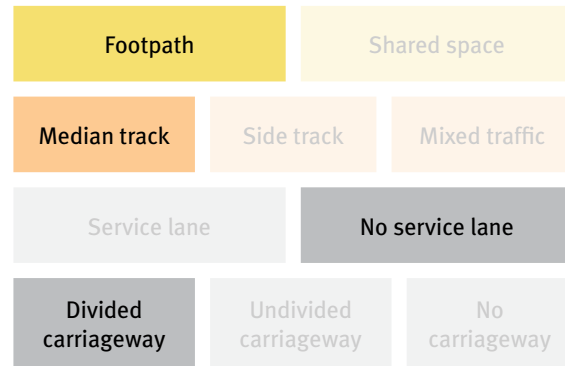 Footpath
Shared space
Median track
Side track
Mixed traffic
Service lane
No service lane
Divided
carriageway
Undivided
carriageway
No
carriageway